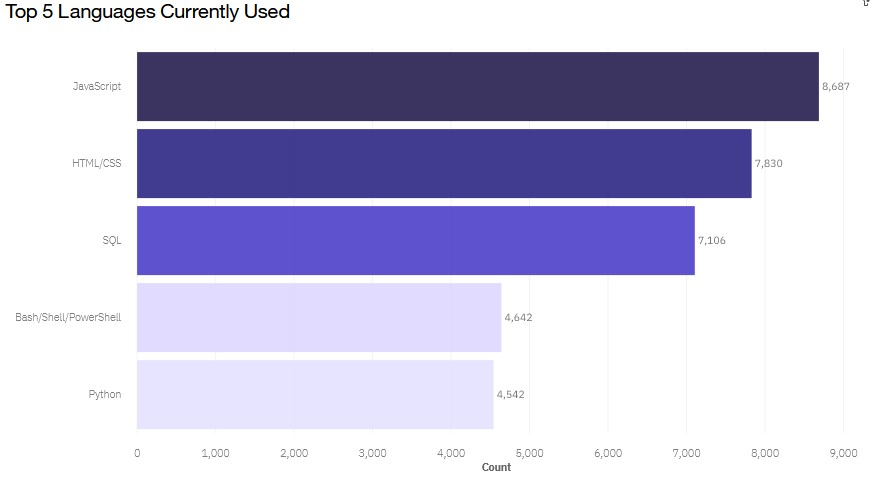 Top 5 Languages Currently Used
JavaScript 8,687
HTML/CSS 7,830
SQL 7,106
Bash/Shell/PowerShell 4,642
Python 4,542
0 1,000 2,000 3,000 4,000 5,000 6,000 7,000 8,000 9,000
Count